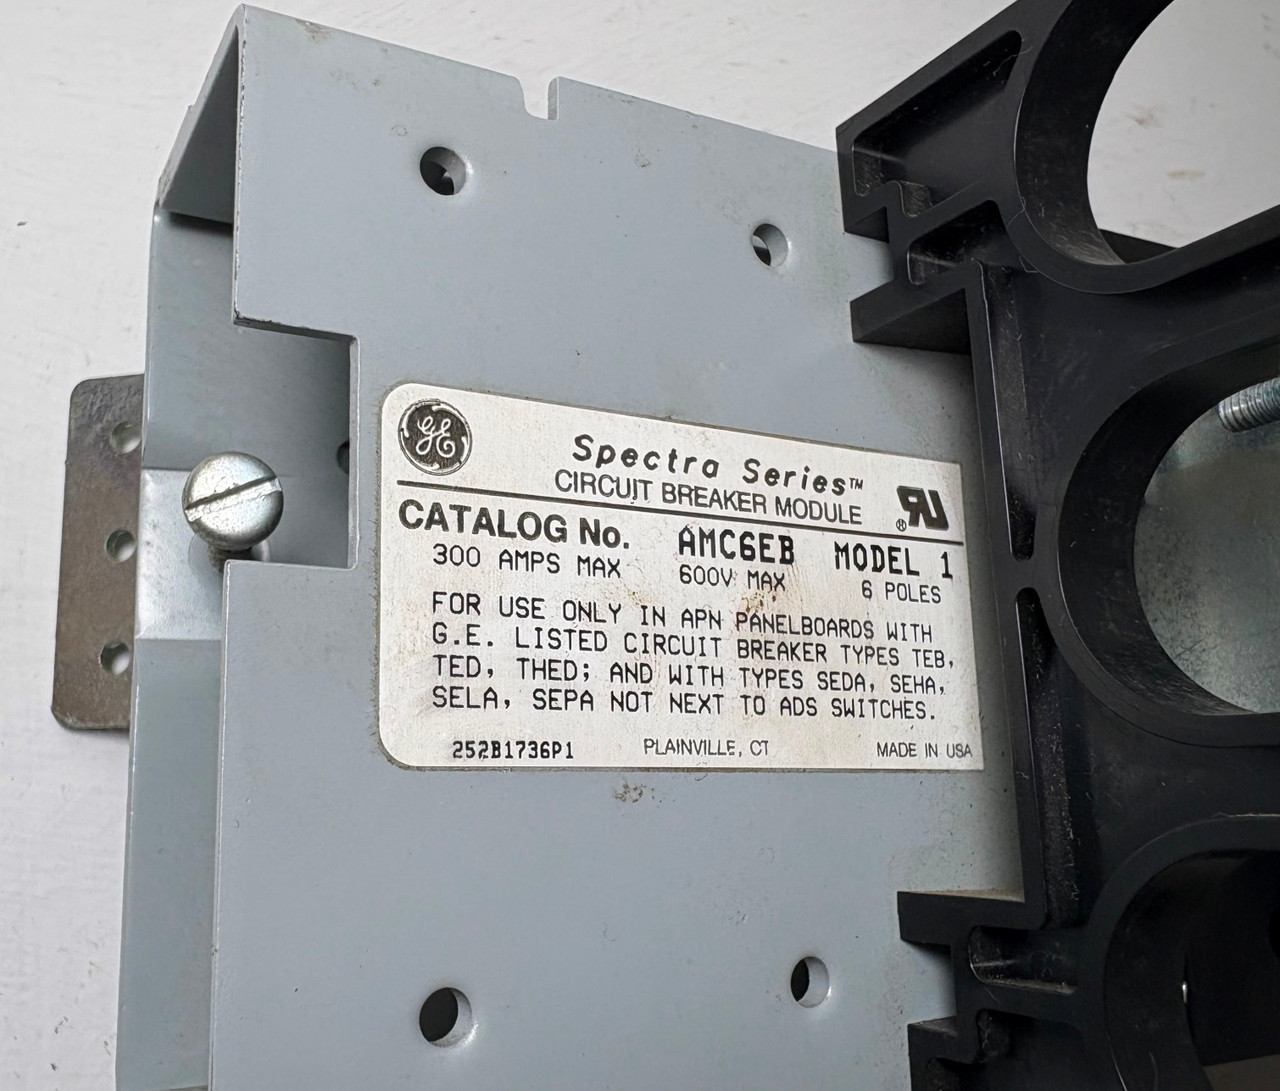 GE
Spectra Series™
CIRCUIT BREAKER MODULE
CATALOG No. AMC6EB MODEL 1
300 AMPS MAX 600V MAX 6 POLES
FOR USE ONLY IN APN PANELBOARDS WITH
G.E. LISTED CIRCUIT BREAKER TYPES TEB,
TED, THED; AND WITH TYPES SEDA, SEHA,
SELA, SEPA NOT NEXT TO ADS SWITCHES.
252B1736P1 PLAINVILLE, CT MADE IN USA